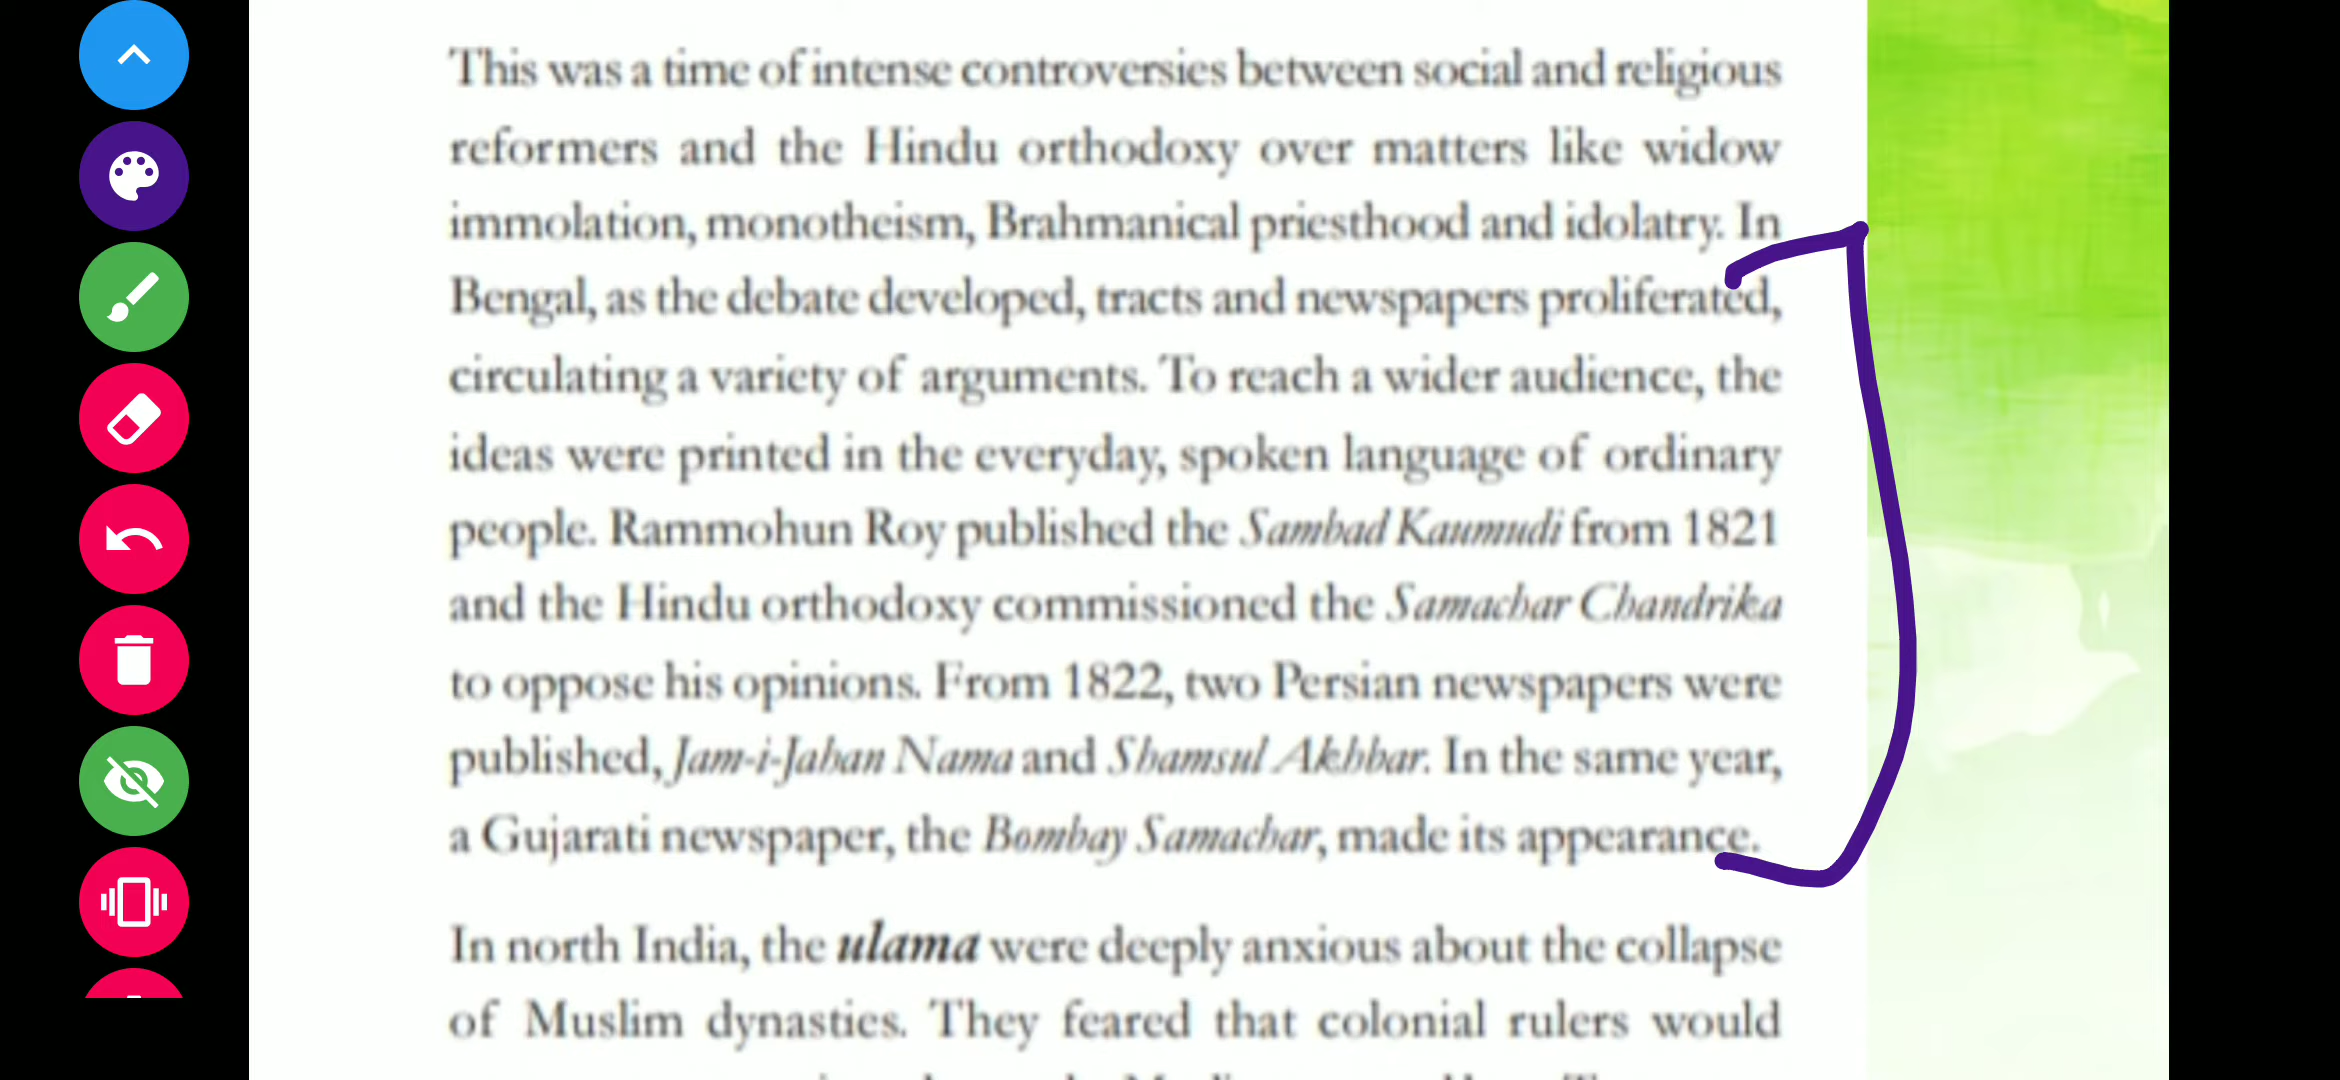 This was a time of intense controversies between social and religious
reformers and the Hindu orthodoxy over matters like widow
immolation, monotheism, Brahmanical priesthood and idolatry. In
Bengal, as the debate developed, tracts and newspapers proliferated,
circulating a variety of arguments. To reach a wider audience, the
ideas were printed in the everyday, spoken language of ordinary
people. Rammohun Roy published the Sambad Kaumudi from 1821
and the Hindu orthodoxy commissioned the Samachar Chandrika
to oppose his opinions. From 1822, two Persian newspapers were
published, Jam-i-Jahan Nama and Shamsul Akhbar. In the same year,
a Gujarati newspaper, the Bombay Samachar, made its appearance.
In north India, the ulama were deeply anxious about the collapse
of Muslim dynasties. They feared that colonial rulers would